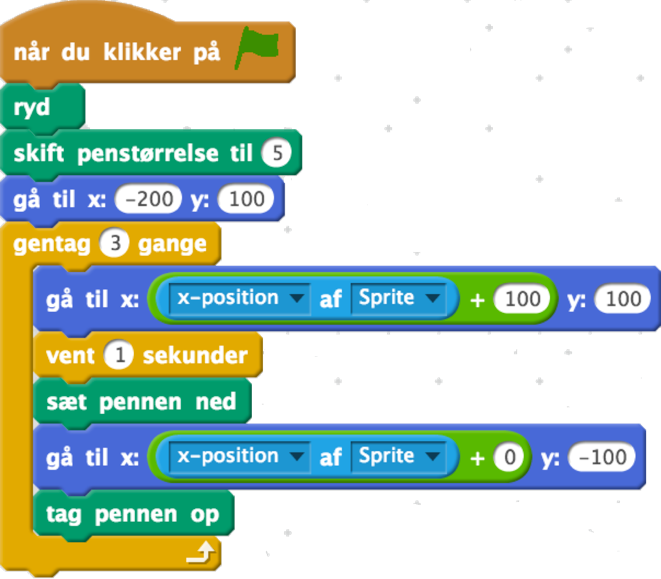 når du klikker på
ryd
skift penstørrelse til 5
gå til x: -200 y: 100
gentag 3 gange
gå til x: x-position af Sprite + 100 y: 100
vent 1 sekunder
sæt pennen ned
gå til x: x-position af Sprite + 0 y: -100
tag pennen op